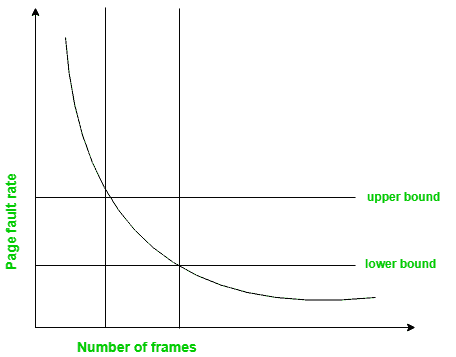 Page fault rate
upper bound
lower bound
Number of frames